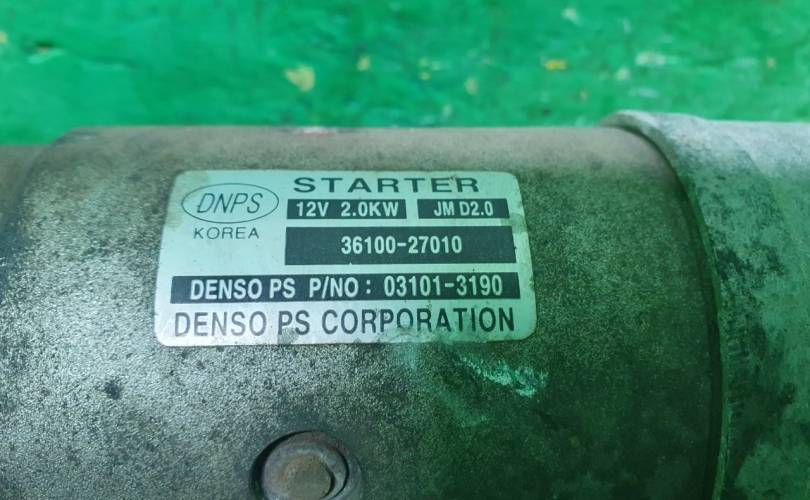 STARTER
DNPS
KOREA
12V 2.0KW JM D2.0
36100-27010
DENSO PS P/NO: 03101-3190
DENSO PS CORPORATION